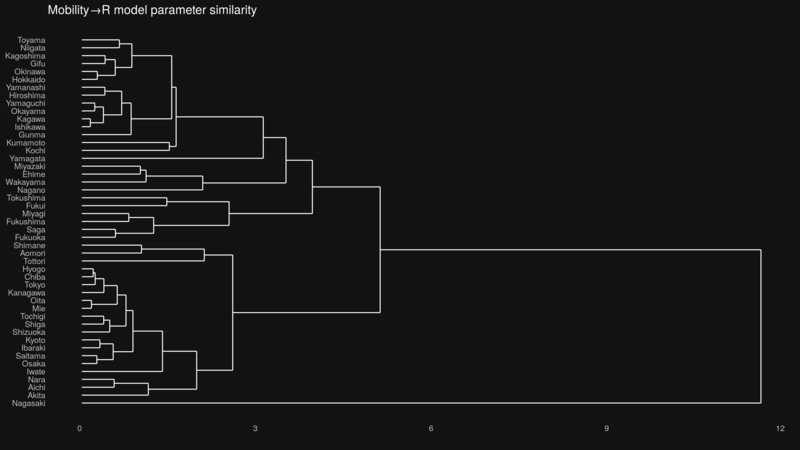 Mobility→R model parameter similarity
Toyama
Niigata
Kagoshima
Gifu
Okinawa
Hokkaido
Yamanashi
Hiroshima
Yamaguchi
Okayama
Kagawa
Ishikawa
Gunma
Kumamoto
Kochi
Yamagata
Miyazaki
Ehime
Wakayama
Nagano
Tokushima
Fukui
Miyagi
Fukushima
Saga
Fukuoka
Shimane
Aomori
Tottori
Hyogo
Chiba
Tokyo
Kanagawa
Oita
Mie
Tochigi
Shiga
Shizuoka
Kyoto
Ibaraki
Saitama
Osaka
Iwate
Nara
Aichi
Akita
Nagasaki
0 3 6 9 12